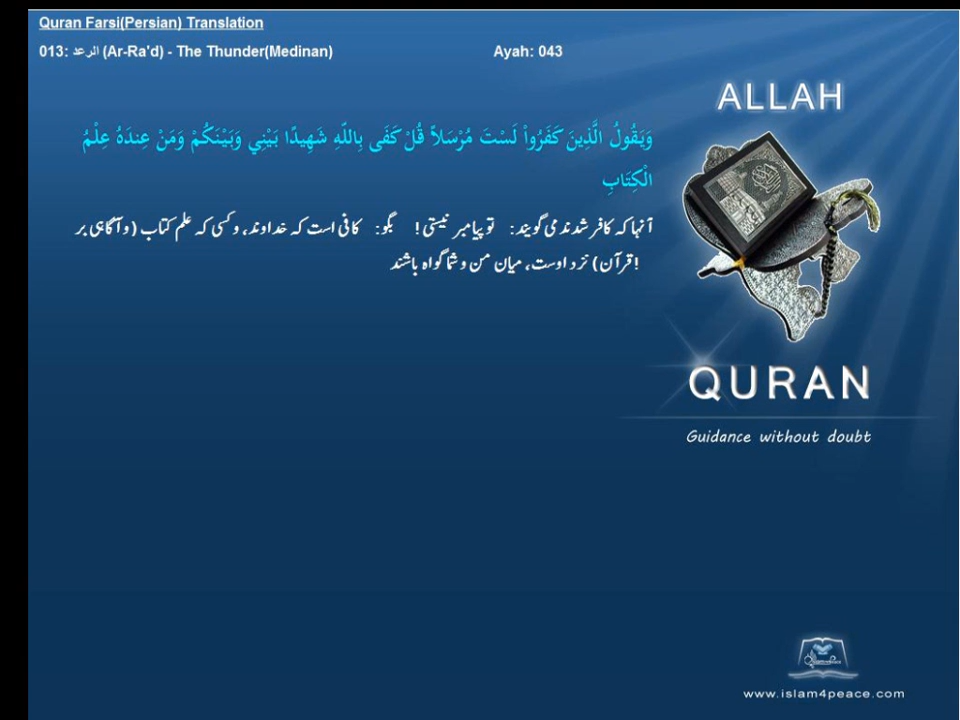 Quran Farsi(Persian) Translation
013: الرعد (Ar-Ra'd) - The Thunder(Medinan) Ayah: 043
ALLAH
وَيَقُولُ الَّذِينَ كَفَرُواْ لَسْتَ مُرْسَلاً قُلْ كَفَى بِاللّهِ شَهِيدًا بَيْنِي وَبَيْنَكُمْ وَمَنْ عِندَهُ عِلْمُ
الْكِتَابِ
آنها که کافر شدند می گویند: تو پیامبر نیستی! بگو: کافی است که خداوند، و کسی که علم کتاب (و آگاهی بر
قرآن) نزد اوست، میان من و شما گواه باشند!
QURAN
Guidance without doubt
www.islam4peace.com